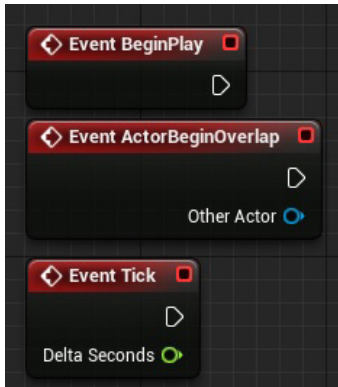 Event BeginPlay
Event ActorBeginOverlap
Other Actor
Event Tick
Delta Seconds